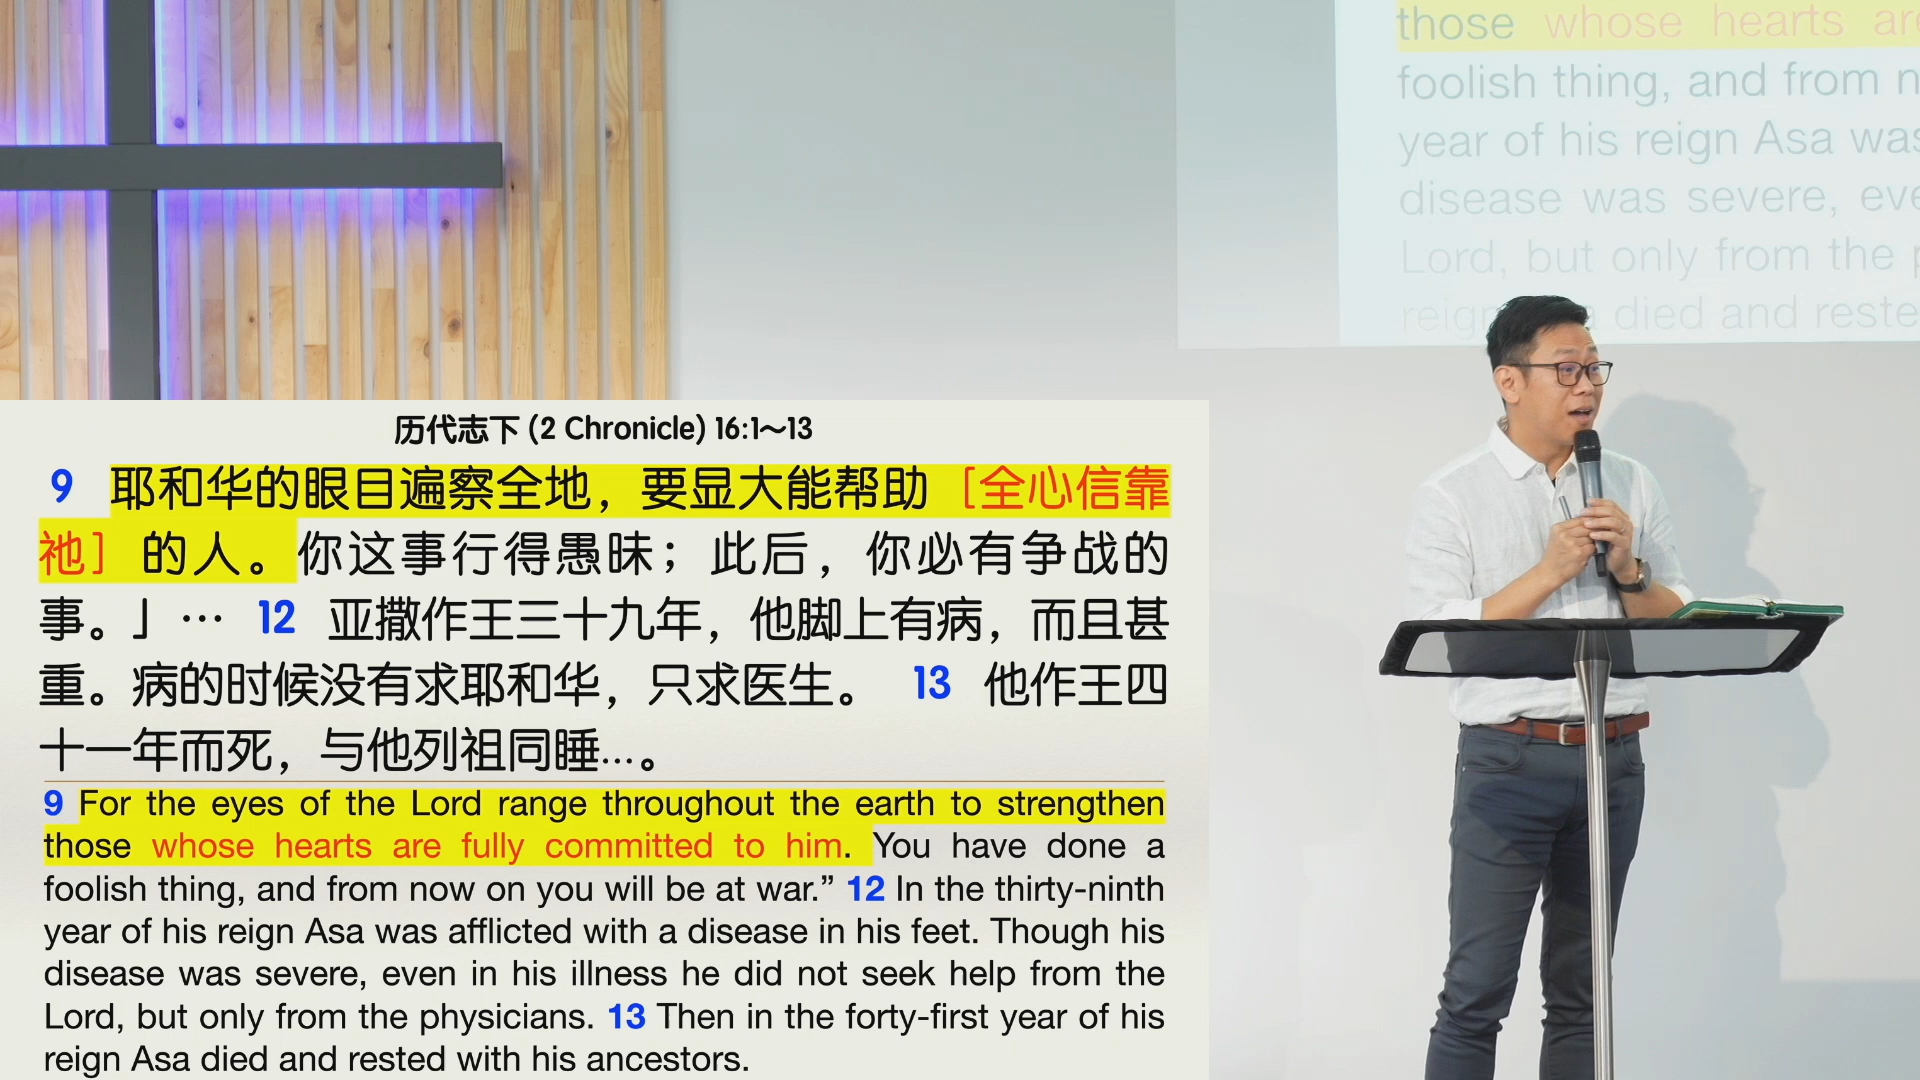 those whose hearts are
foolish thing, and from n
year of his reign Asa was
disease was severe, eve
Lord, but only from the p
reign died and reste
历代志下 (2 Chronicle) 16:1～13
9 耶和华的眼目遍察全地，要显大能帮助［全心信靠
祂］的人。你这事行得愚昧；此后，你必有争战的
事。」… 12 亚撒作王三十九年，他脚上有病，而且甚
重。病的时候没有求耶和华，只求医生。 13 他作王四
十一年而死，与他列祖同睡…。
9 For the eyes of the Lord range throughout the earth to strengthen
those whose hearts are fully committed to him. You have done a
foolish thing, and from now on you will be at war.” 12 In the thirty-ninth
year of his reign Asa was afflicted with a disease in his feet. Though his
disease was severe, even in his illness he did not seek help from the
Lord, but only from the physicians. 13 Then in the forty-first year of his
reign Asa died and rested with his ancestors.